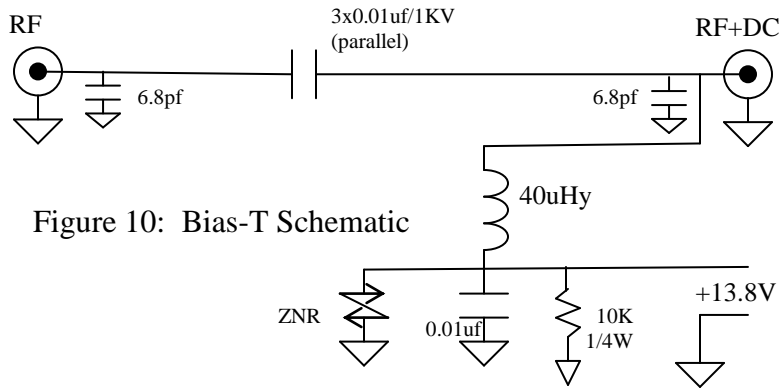 RF
3x0.01uf/1KV
(parallel)
RF+DC
6.8pf
6.8pf
40uHy
Figure 10:  Bias-T Schematic
+13.8V
ZNR
0.01uf
10K
1/4W